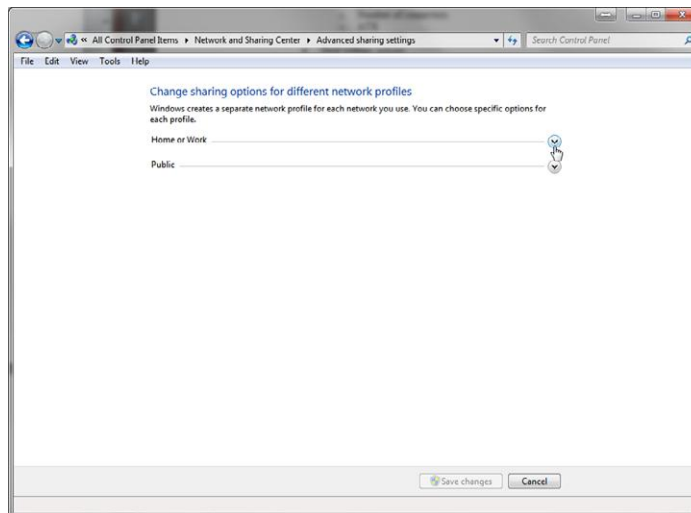 « All Control Panel Items ▸ Network and Sharing Center ▸ Advanced sharing settings
Search Control Panel
File Edit View Tools Help
Change sharing options for different network profiles
Windows creates a separate network profile for each network you use. You can choose specific options for
each profile.
Home or Work
Public
Save changes Cancel